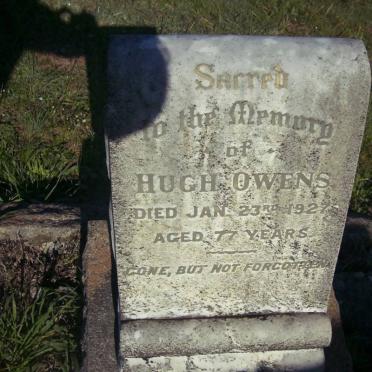 Sacred
to the Memory
of
HUGH OWENS
DIED JAN. 23RD 1927
AGED 77 YEARS
GONE, BUT NOT FORGOTTEN